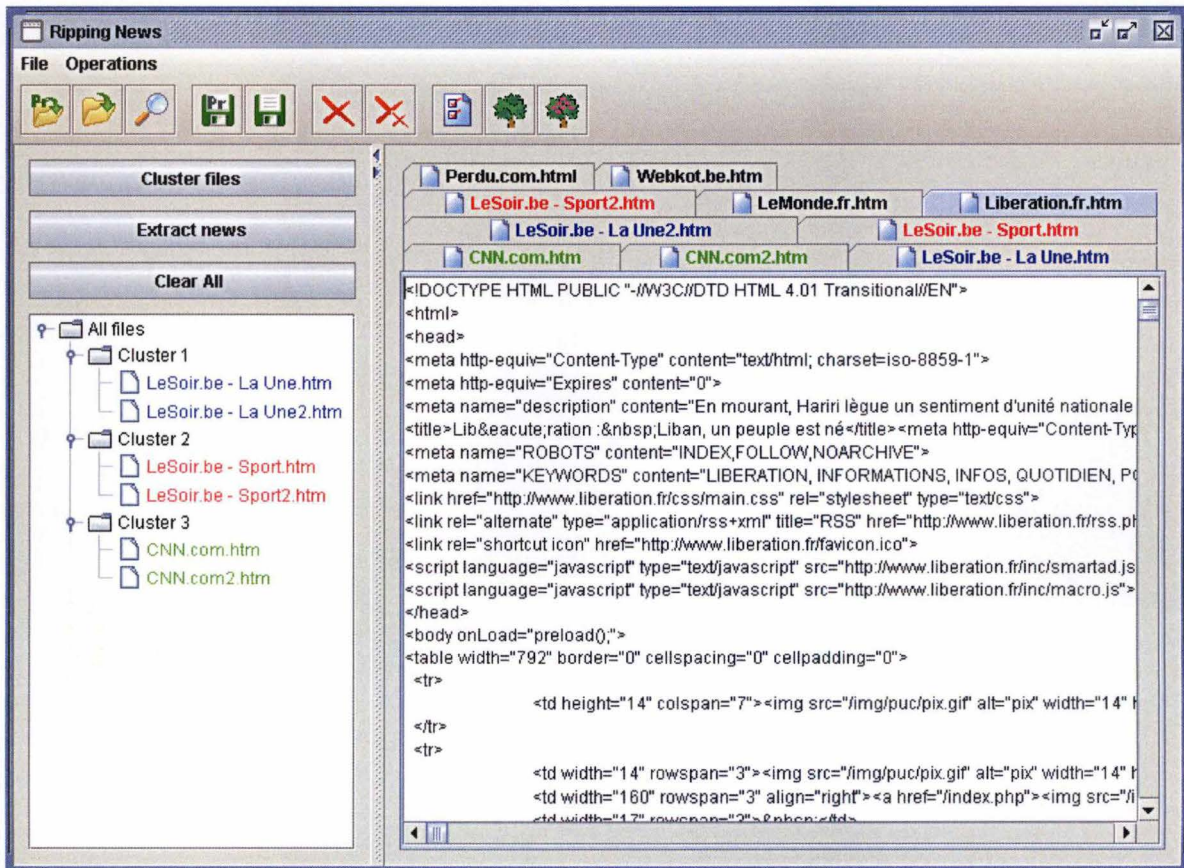 Ripping News
File Operations
Pr
Pr
Cluster files
Extract news
Clear All
All files
Cluster 1
LeSoir.be - La Une.htm
LeSoir.be - La Une2.htm
Cluster 2
LeSoir.be - Sport.htm
LeSoir.be - Sport2.htm
Cluster 3
CNN.com.htm
CNN.com2.htm
Perdu.com.html Webkot.be.htm
LeSoir.be - Sport2.htm LeMonde.fr.htm Liberation.fr.htm
LeSoir.be - La Une2.htm LeSoir.be - Sport.htm
CNN.com.htm CNN.com2.htm LeSoir.be - La Une.htm
<!DOCTYPE HTML PUBLIC "-//W3C//DTD HTML 4.01 Transitional//EN">
<html>
<head>
<meta http-equiv="Content-Type" content="text/html; charset=iso-8859-1">
<meta http-equiv="Expires" content="0">
<meta name="description" content="En mourant, Hariri lègue un sentiment d'unité nationale
<title>Lib&eacute;ration :&nbsp;Liban, un peuple est né</title><meta http-equiv="Content-Typ
<meta name="ROBOTS" content="INDEX,FOLLOW,NOARCHIVE">
<meta name="KEYWORDS" content="LIBERATION, INFORMATIONS, INFOS, QUOTIDIEN, PO
<link href="http://www.liberation.fr/css/main.css" rel="stylesheet" type="text/css">
<link rel="alternate" type="application/rss+xml" title="RSS" href="http://www.liberation.fr/rss.ph
<link rel="shortcut icon" href="http://www.liberation.fr/favicon.ico">
<script language="javascript" type="text/javascript" src="http://www.liberation.fr/inc/smartad.js
<script language="javascript" type="text/javascript" src="http://www.liberation.fr/inc/macro.js">
</head>
<body onLoad="preload();">
<table width="792" border="0" cellspacing="0" cellpadding="0">
<tr>
<td height="14" colspan="7"><img src="/img/puc/pix.gif" alt="pix" width="14" h
</tr>
<tr>
<td width="14" rowspan="3"><img src="/img/puc/pix.gif" alt="pix" width="14" h
<td width="160" rowspan="3" align="right"><a href="/index.php"><img src="/i
<td width="17" rowspan="3">&nbsp;</td>